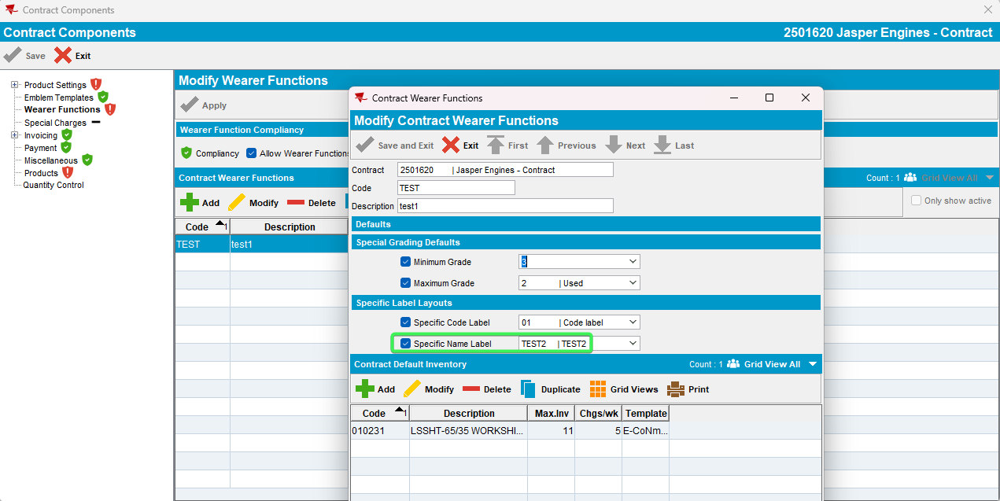 Contract Components
Contract Components 2501620 Jasper Engines - Contract
Save Exit
Product Settings
Emblem Templates
Wearer Functions
Special Charges
Invoicing
Payment
Miscellaneous
Products
Quantity Control
Modify Wearer Functions
Apply
Wearer Function Compliancy
Compliancy Allow Wearer Functions
Contract Wearer Functions Count : 1 Grid View All
Add Modify Delete Only show active
Code 1 Description
TEST test1
Contract Wearer Functions
Modify Contract Wearer Functions
Save and Exit Exit First Previous Next Last
Contract 2501620 | Jasper Engines - Contract
Code TEST
Description test1
Defaults
Special Grading Defaults
Minimum Grade 3
Maximum Grade 2 | Used
Specific Label Layouts
Specific Code Label 01 | Code label
Specific Name Label TEST2 | TEST2
Contract Default Inventory Count : 1 Grid View All
Add Modify Delete Duplicate Grid Views Print
Code 1 Description Max.Inv Chgs/wk Template
010231 LSSHT-65/35 WORKSHI... 11 5 E-CoNm...